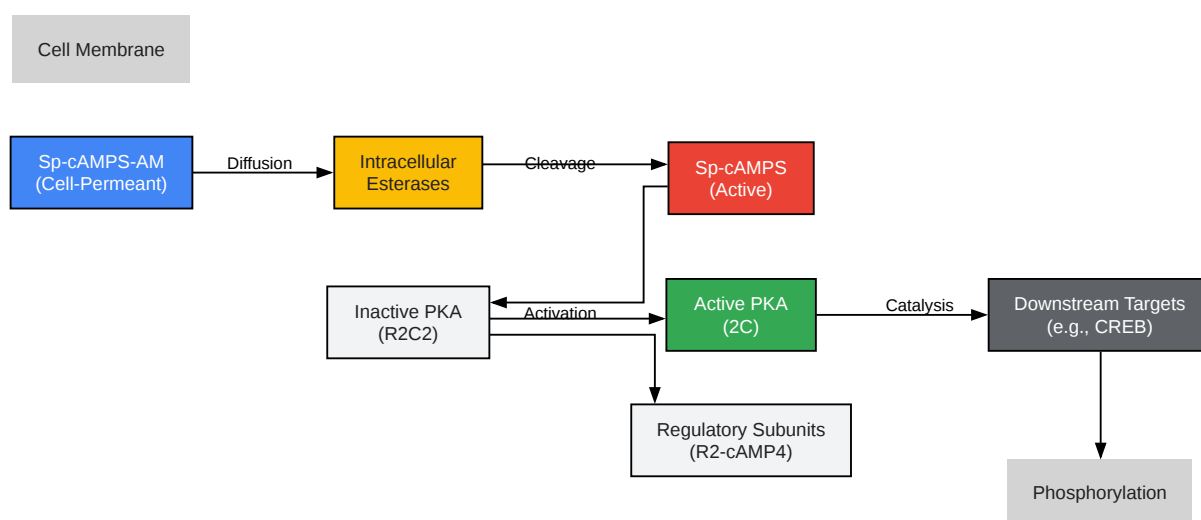 Cell Membrane
Sp-cAMPS-AM
(Cell-Permeant)
Diffusion
Intracellular
Esterases
Cleavage
Sp-cAMPS
(Active)
Inactive PKA
(R2C2)
Activation
Active PKA
(2C)
Catalysis
Downstream Targets
(e.g., CREB)
Regulatory Subunits
(R2-cAMP4)
Phosphorylation